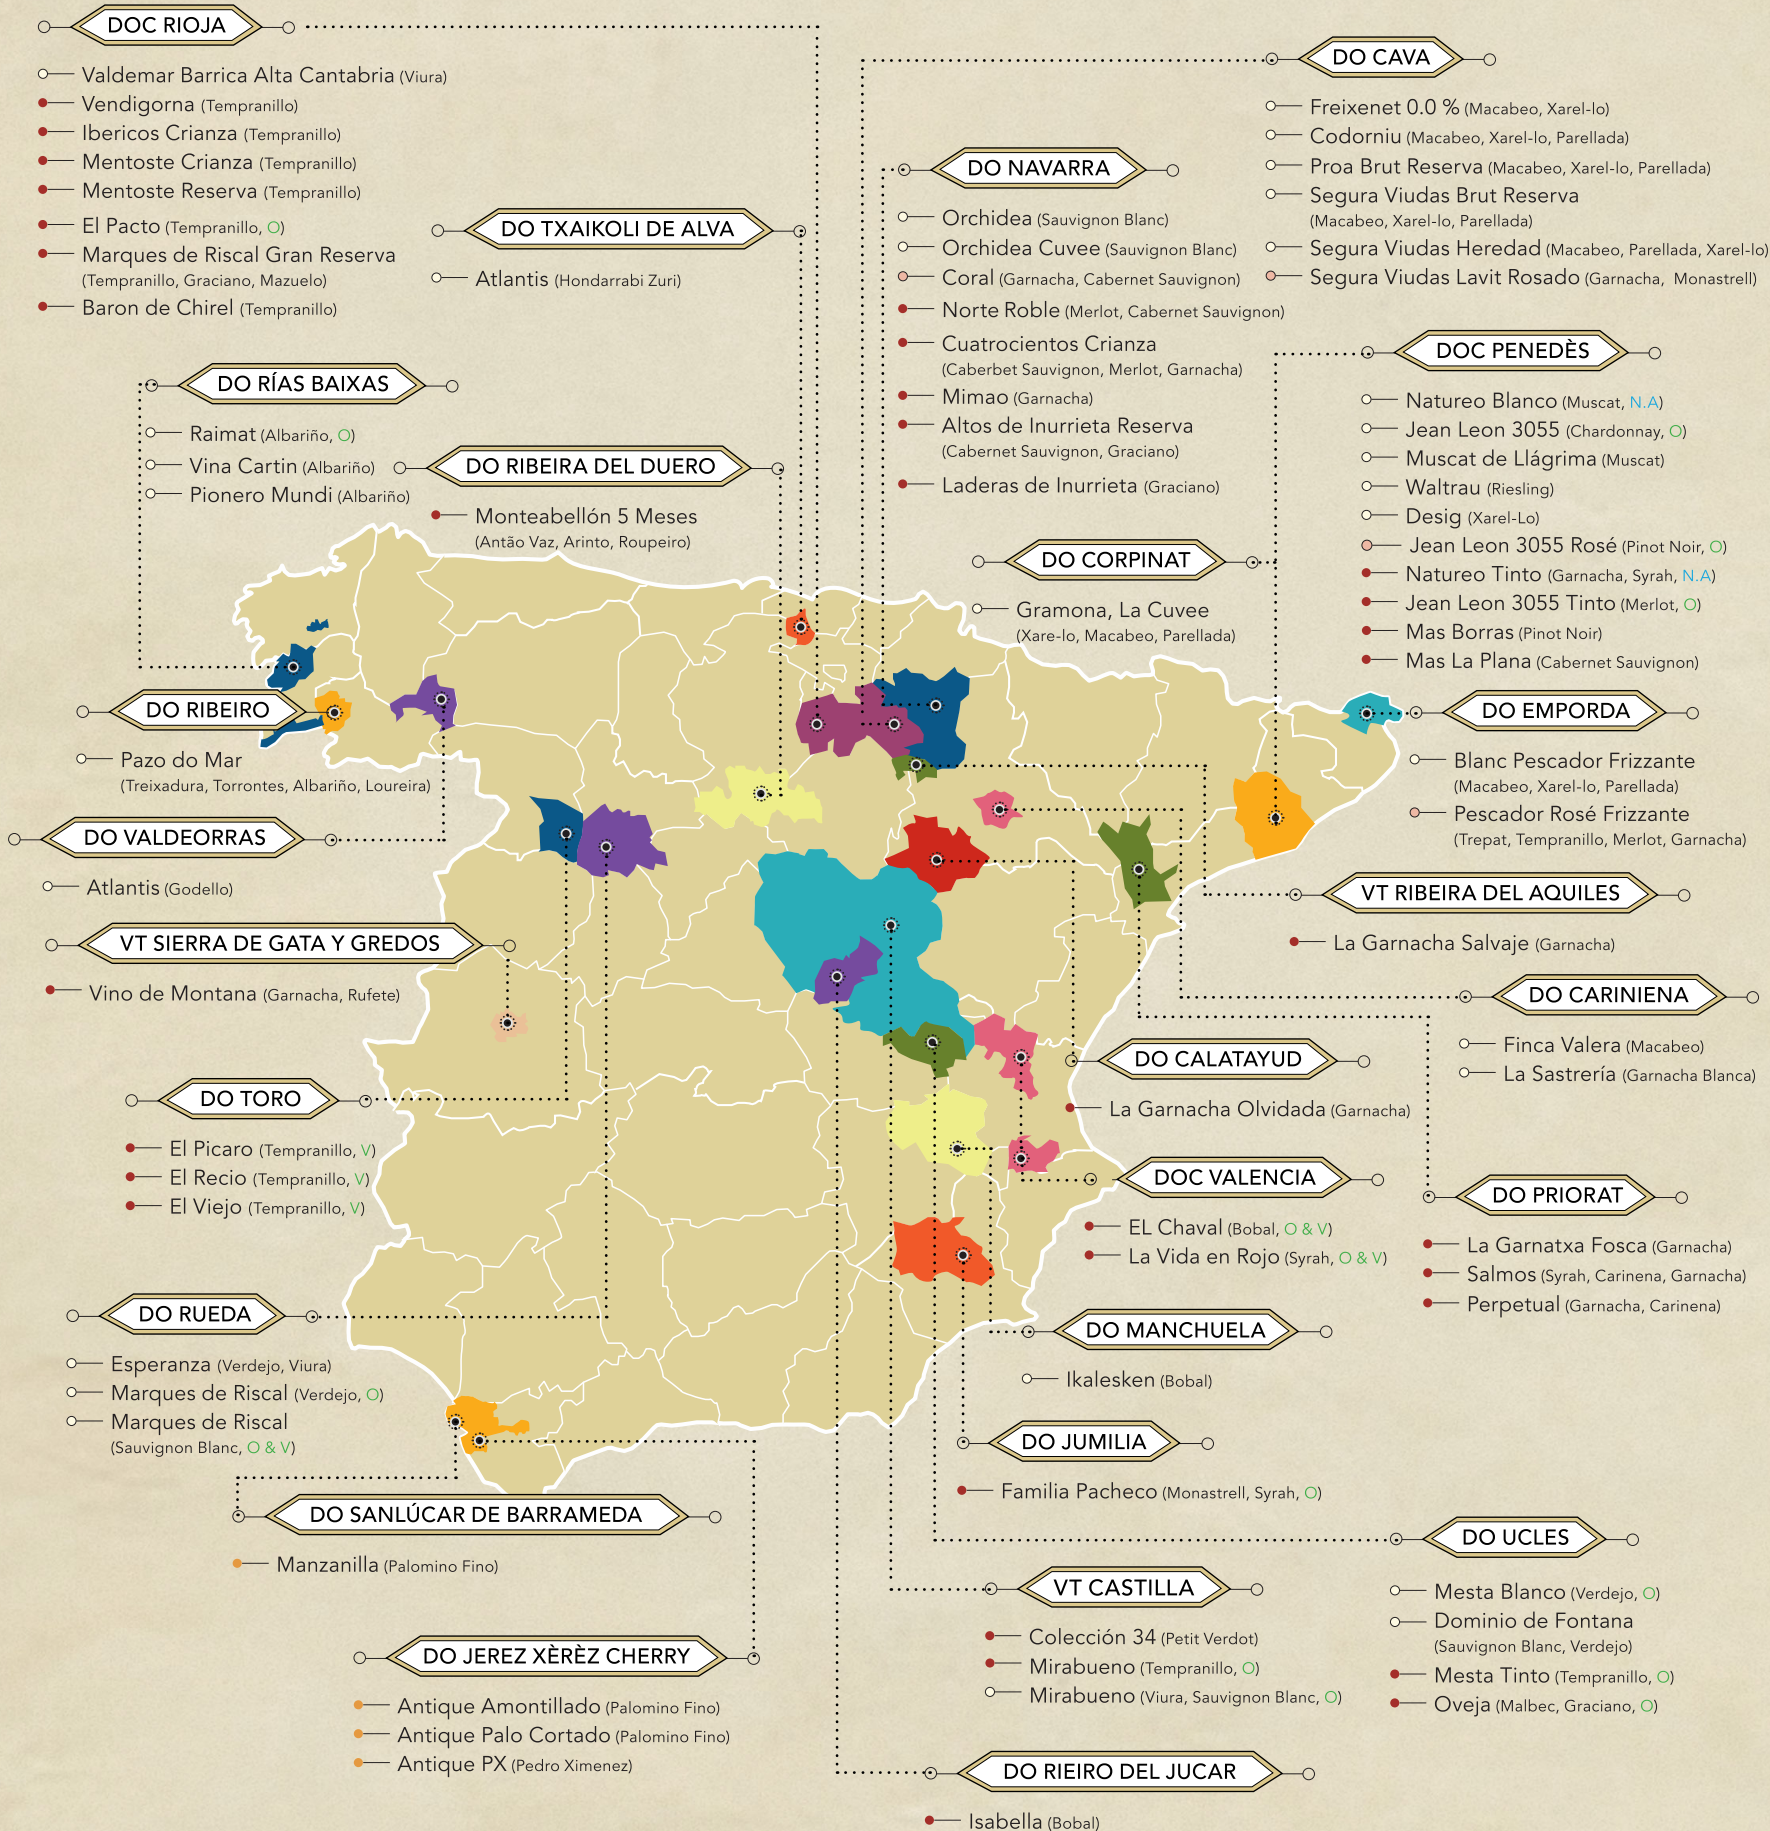 DOC RIOJA
Valdemar Barrica Alta Cantabria (Viura)
Vendigorna (Tempranillo)
Ibericos Crianza (Tempranillo)
Mentoste Crianza (Tempranillo)
Mentoste Reserva (Tempranillo)
El Pacto (Tempranillo, O)
Marques de Riscal Gran Reserva
(Tempranillo, Graciano, Mazuelo)
Baron de Chirel (Tempranillo)
DO TXAIKOLI DE ALVA
Atlantis (Hondarrabi Zuri)
DO CAVA
Freixenet 0.0 % (Macabeo, Xarel-lo)
Codorniu (Macabeo, Xarel-lo, Parellada)
Proa Brut Reserva (Macabeo, Xarel-lo, Parellada)
Segura Viudas Brut Reserva
(Macabeo, Xarel-lo, Parellada)
Segura Viudas Heredad (Macabeo, Parellada, Xarel-lo)
Segura Viudas Lavit Rosado (Garnacha, Monastrell)
DO NAVARRA
Orchidea (Sauvignon Blanc)
Orchidea Cuvee (Sauvignon Blanc)
Coral (Garnacha, Cabernet Sauvignon)
Norte Roble (Merlot, Cabernet Sauvignon)
Cuatrocientos Crianza
(Caberbet Sauvignon, Merlot, Garnacha)
Mimao (Garnacha)
Altos de Inurrieta Reserva
(Cabernet Sauvignon, Graciano)
Laderas de Inurrieta (Graciano)
DOC PENEDÈS
Natureo Blanco (Muscat, N.A)
Jean Leon 3055 (Chardonnay, O)
Muscat de Llágrima (Muscat)
Waltrau (Riesling)
Desig (Xarel-Lo)
Jean Leon 3055 Rosé (Pinot Noir, O)
Natureo Tinto (Garnacha, Syrah, N.A)
Jean Leon 3055 Tinto (Merlot, O)
Mas Borras (Pinot Noir)
Mas La Plana (Cabernet Sauvignon)
DO RÍAS BAIXAS
Raimat (Albariño, O)
Vina Cartin (Albariño)
Pionero Mundi (Albariño)
DO RIBEIRA DEL DUERO
Monteabellón 5 Meses
(Antão Vaz, Arinto, Roupeiro)
DO CORPINAT
Gramona, La Cuvee
(Xare-lo, Macabeo, Parellada)
DO RIBEIRO
Pazo do Mar
(Treixadura, Torrontes, Albariño, Loureira)
DO EMPORDA
Blanc Pescador Frizzante
(Macabeo, Xarel-lo, Parellada)
Pescador Rosé Frizzante
(Trepat, Tempranillo, Merlot, Garnacha)
DO VALDEORRAS
Atlantis (Godello)
VT RIBEIRA DEL AQUILES
La Garnacha Salvaje (Garnacha)
VT SIERRA DE GATA Y GREDOS
Vino de Montana (Garnacha, Rufete)
DO CARINIENA
Finca Valera (Macabeo)
La Sastrería (Garnacha Blanca)
DO CALATAYUD
La Garnacha Olvidada (Garnacha)
DO TORO
El Picaro (Tempranillo, V)
El Recio (Tempranillo, V)
El Viejo (Tempranillo, V)
DOC VALENCIA
EL Chaval (Bobal, O & V)
La Vida en Rojo (Syrah, O & V)
DO PRIORAT
La Garnatxa Fosca (Garnacha)
Salmos (Syrah, Carinena, Garnacha)
Perpetual (Garnacha, Carinena)
DO RUEDA
Esperanza (Verdejo, Viura)
Marques de Riscal (Verdejo, O)
Marques de Riscal
(Sauvignon Blanc, O & V)
DO MANCHUELA
Ikalesken (Bobal)
DO JUMILIA
Familia Pacheco (Monastrell, Syrah, O)
DO SANLÚCAR DE BARRAMEDA
Manzanilla (Palomino Fino)
DO UCLES
Mesta Blanco (Verdejo, O)
Dominio de Fontana
(Sauvignon Blanc, Verdejo)
Mesta Tinto (Tempranillo, O)
Oveja (Malbec, Graciano, O)
VT CASTILLA
Colección 34 (Petit Verdot)
Mirabueno (Tempranillo, O)
Mirabueno (Viura, Sauvignon Blanc, O)
DO JEREZ XÈRÈZ CHERRY
Antique Amontillado (Palomino Fino)
Antique Palo Cortado (Palomino Fino)
Antique PX (Pedro Ximenez)
DO RIEIRO DEL JUCAR
Isabella (Bobal)